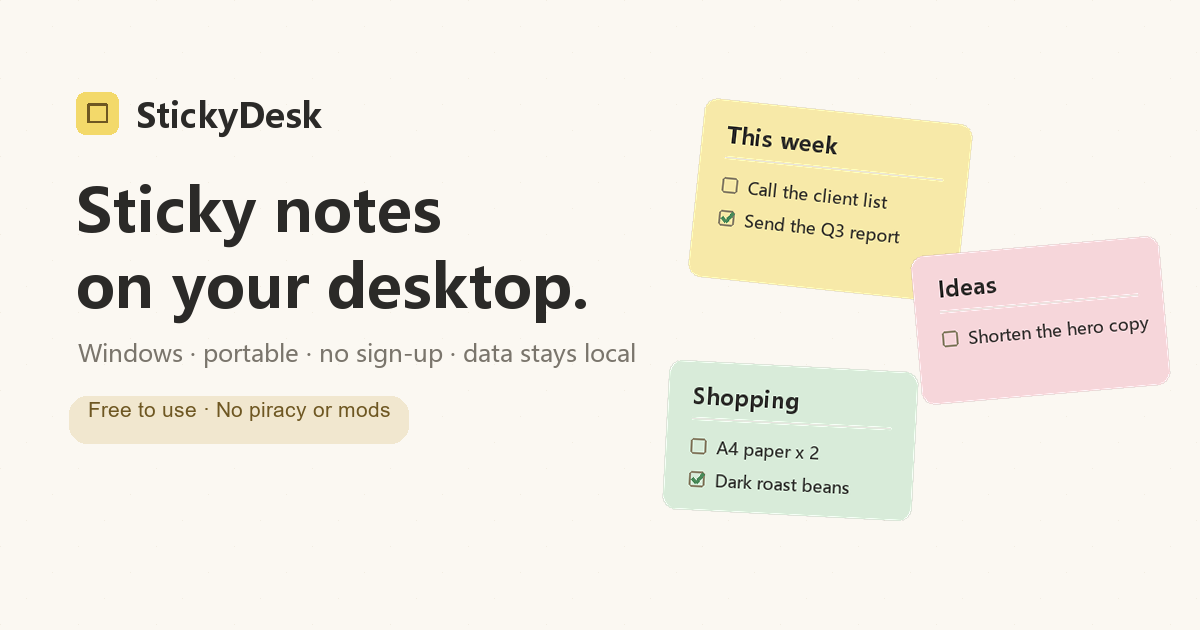 StickyDesk
Sticky notes
on your desktop.
Windows · portable · no sign-up · data stays local
Free to use · No piracy or mods
This week
Call the client list
Send the Q3 report
Ideas
Shorten the hero copy
Shopping
A4 paper x 2
Dark roast beans